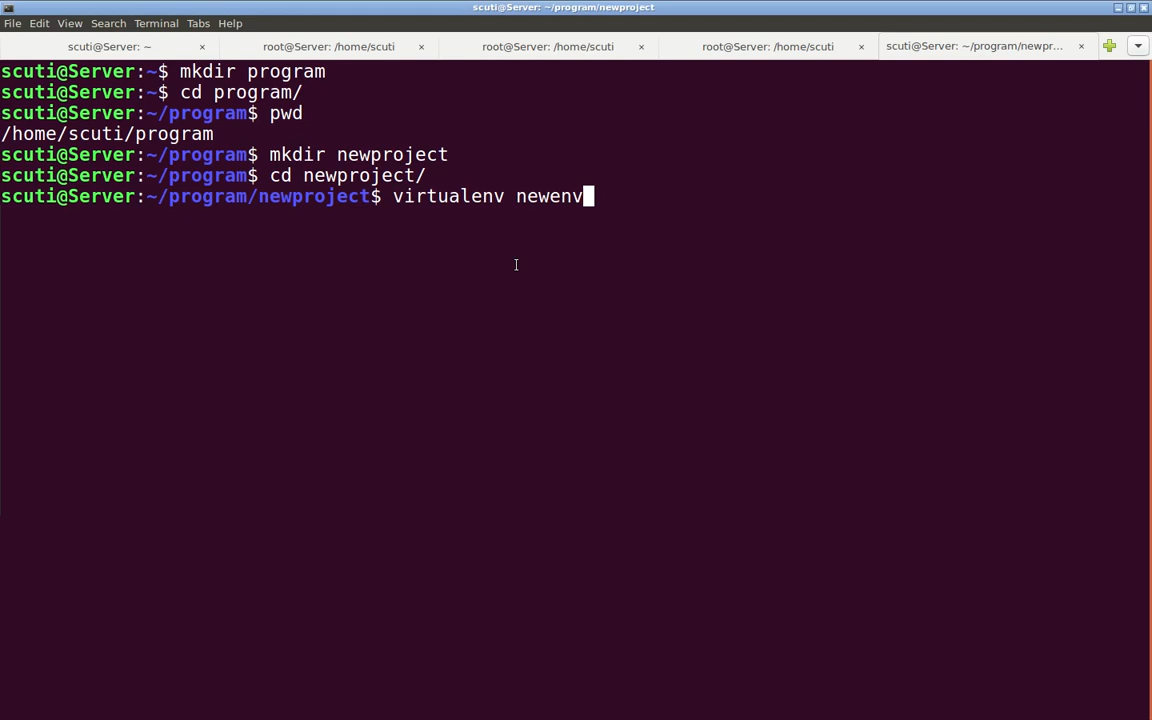 scuti@Server: ~/program/newproject
File Edit View Search Terminal Tabs Help
scuti@Server: ~ × root@Server: /home/scuti × root@Server: /home/scuti × root@Server: /home/scuti × scuti@Server: ~/program/newpr... ×
scuti@Server:~$ mkdir program
scuti@Server:~$ cd program/
scuti@Server:~/program$ pwd
/home/scuti/program
scuti@Server:~/program$ mkdir newproject
scuti@Server:~/program$ cd newproject/
scuti@Server:~/program/newproject$ virtualenv newenv